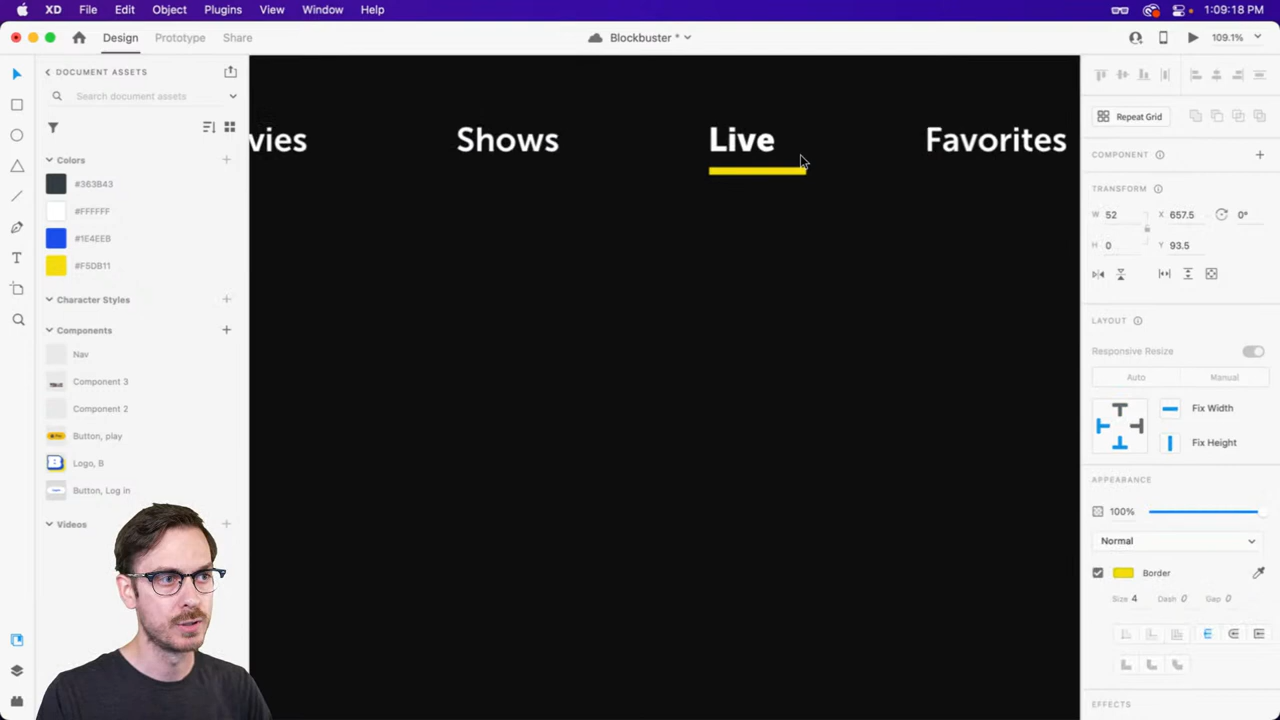 XD File Edit Object Plugins View Window Help 1:09:18 PM
Design Prototype Share Blockbuster * 109.1%
DOCUMENT ASSETS
Search document assets
Colors
#363B43
#FFFFFF
#1E4EEB
#F5DB11
Character Styles
Components
Nav
Component 3
Component 2
Button, play
Logo, B
Button, Log in
Videos
vies Shows Live Favorites
Repeat Grid
COMPONENT
TRANSFORM
W 52 X 657.5 0°
H 0 Y 93.5
LAYOUT
Responsive Resize
Auto Manual
Fix Width
Fix Height
APPEARANCE
100%
Normal
Border
Size 4 Dash 0 Gap 0
EFFECTS